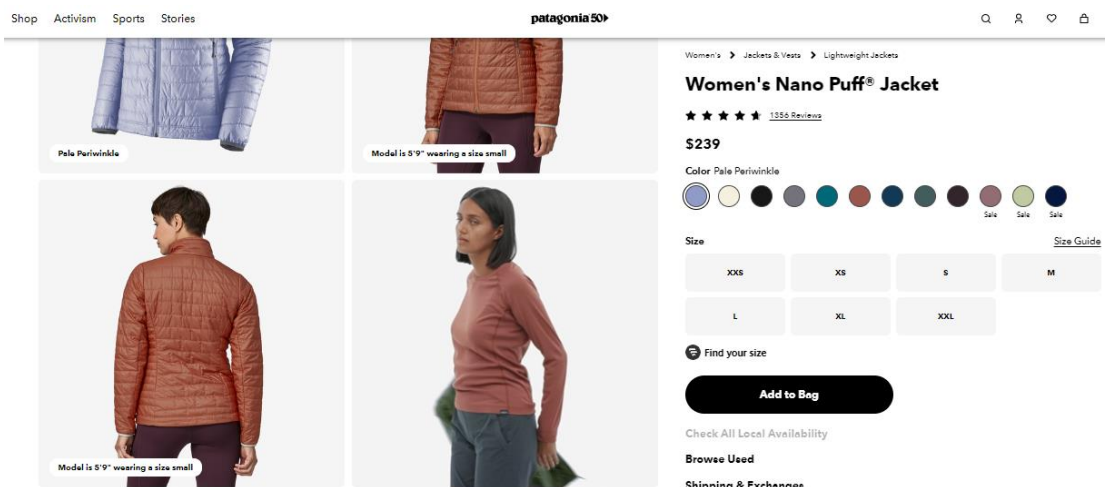 Shop Activism Sports Stories
patagonia 50
Pale Periwinkle
Model is 5'9" wearing a size small
Model is 5'9" wearing a size small
Women's > Jackets & Vests > Lightweight Jackets
Women's Nano Puff® Jacket
1356 Reviews
$239
Color Pale Periwinkle
Sale Sale Sale
Size Size Guide
XXS XS S M
L XL XXL
Find your size
Add to Bag
Check All Local Availability
Browse Used
Shipping & Exchanges